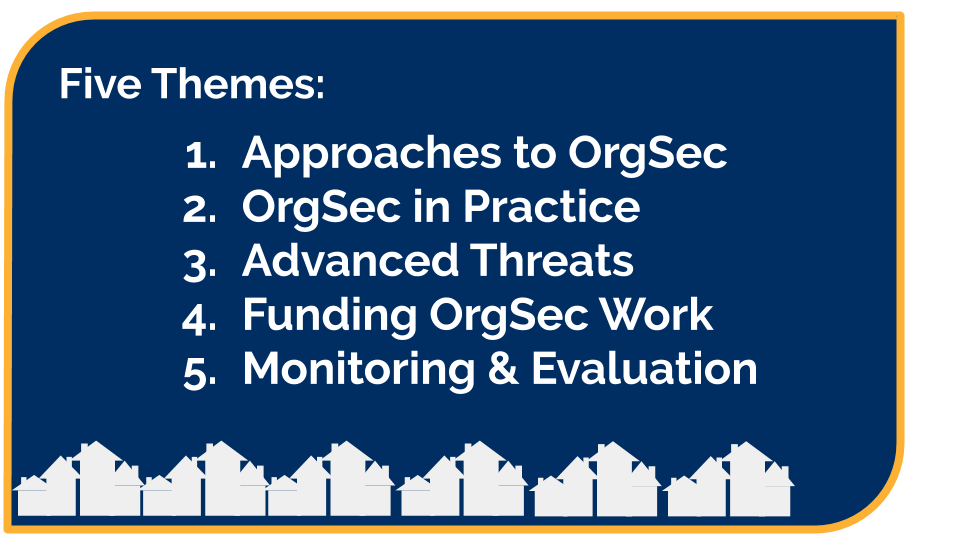 Five Themes:
1. Approaches to OrgSec
2. OrgSec in Practice
3. Advanced Threats
4. Funding OrgSec Work
5. Monitoring & Evaluation